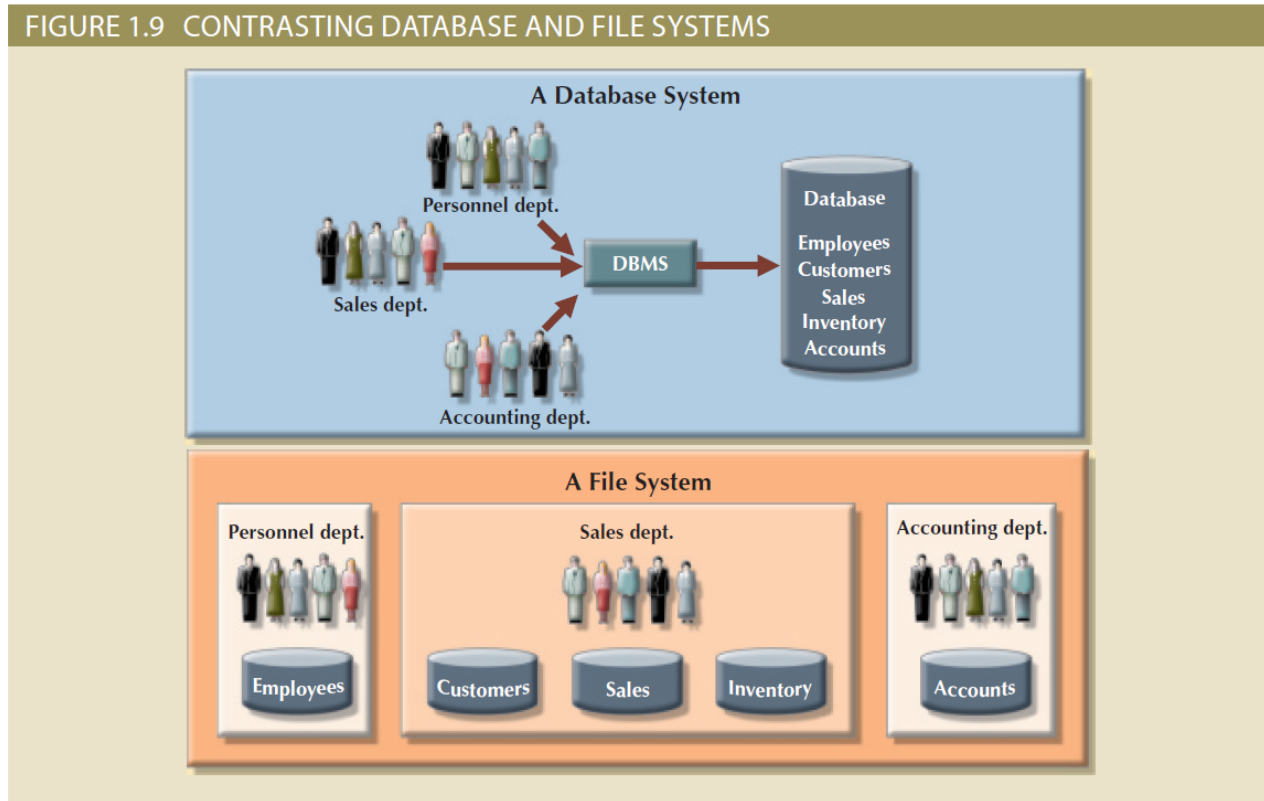 FIGURE 1.9 CONTRASTING DATABASE AND FILE SYSTEMS
A Database System
Personnel dept.
Sales dept.
Accounting dept.
DBMS
Database
Employees
Customers
Sales
Inventory
Accounts
A File System
Personnel dept.
Employees
Sales dept.
Customers
Sales
Inventory
Accounting dept.
Accounts